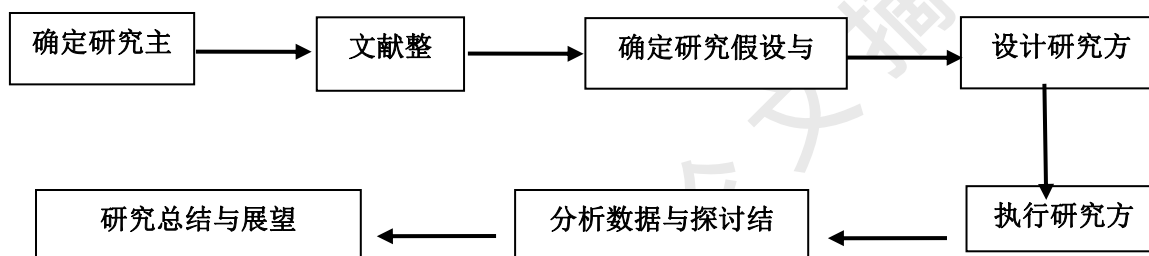 确定研究主
文献整
确定研究假设与
设计研究方
执行研究方
分析数据与探讨结
研究总结与展望